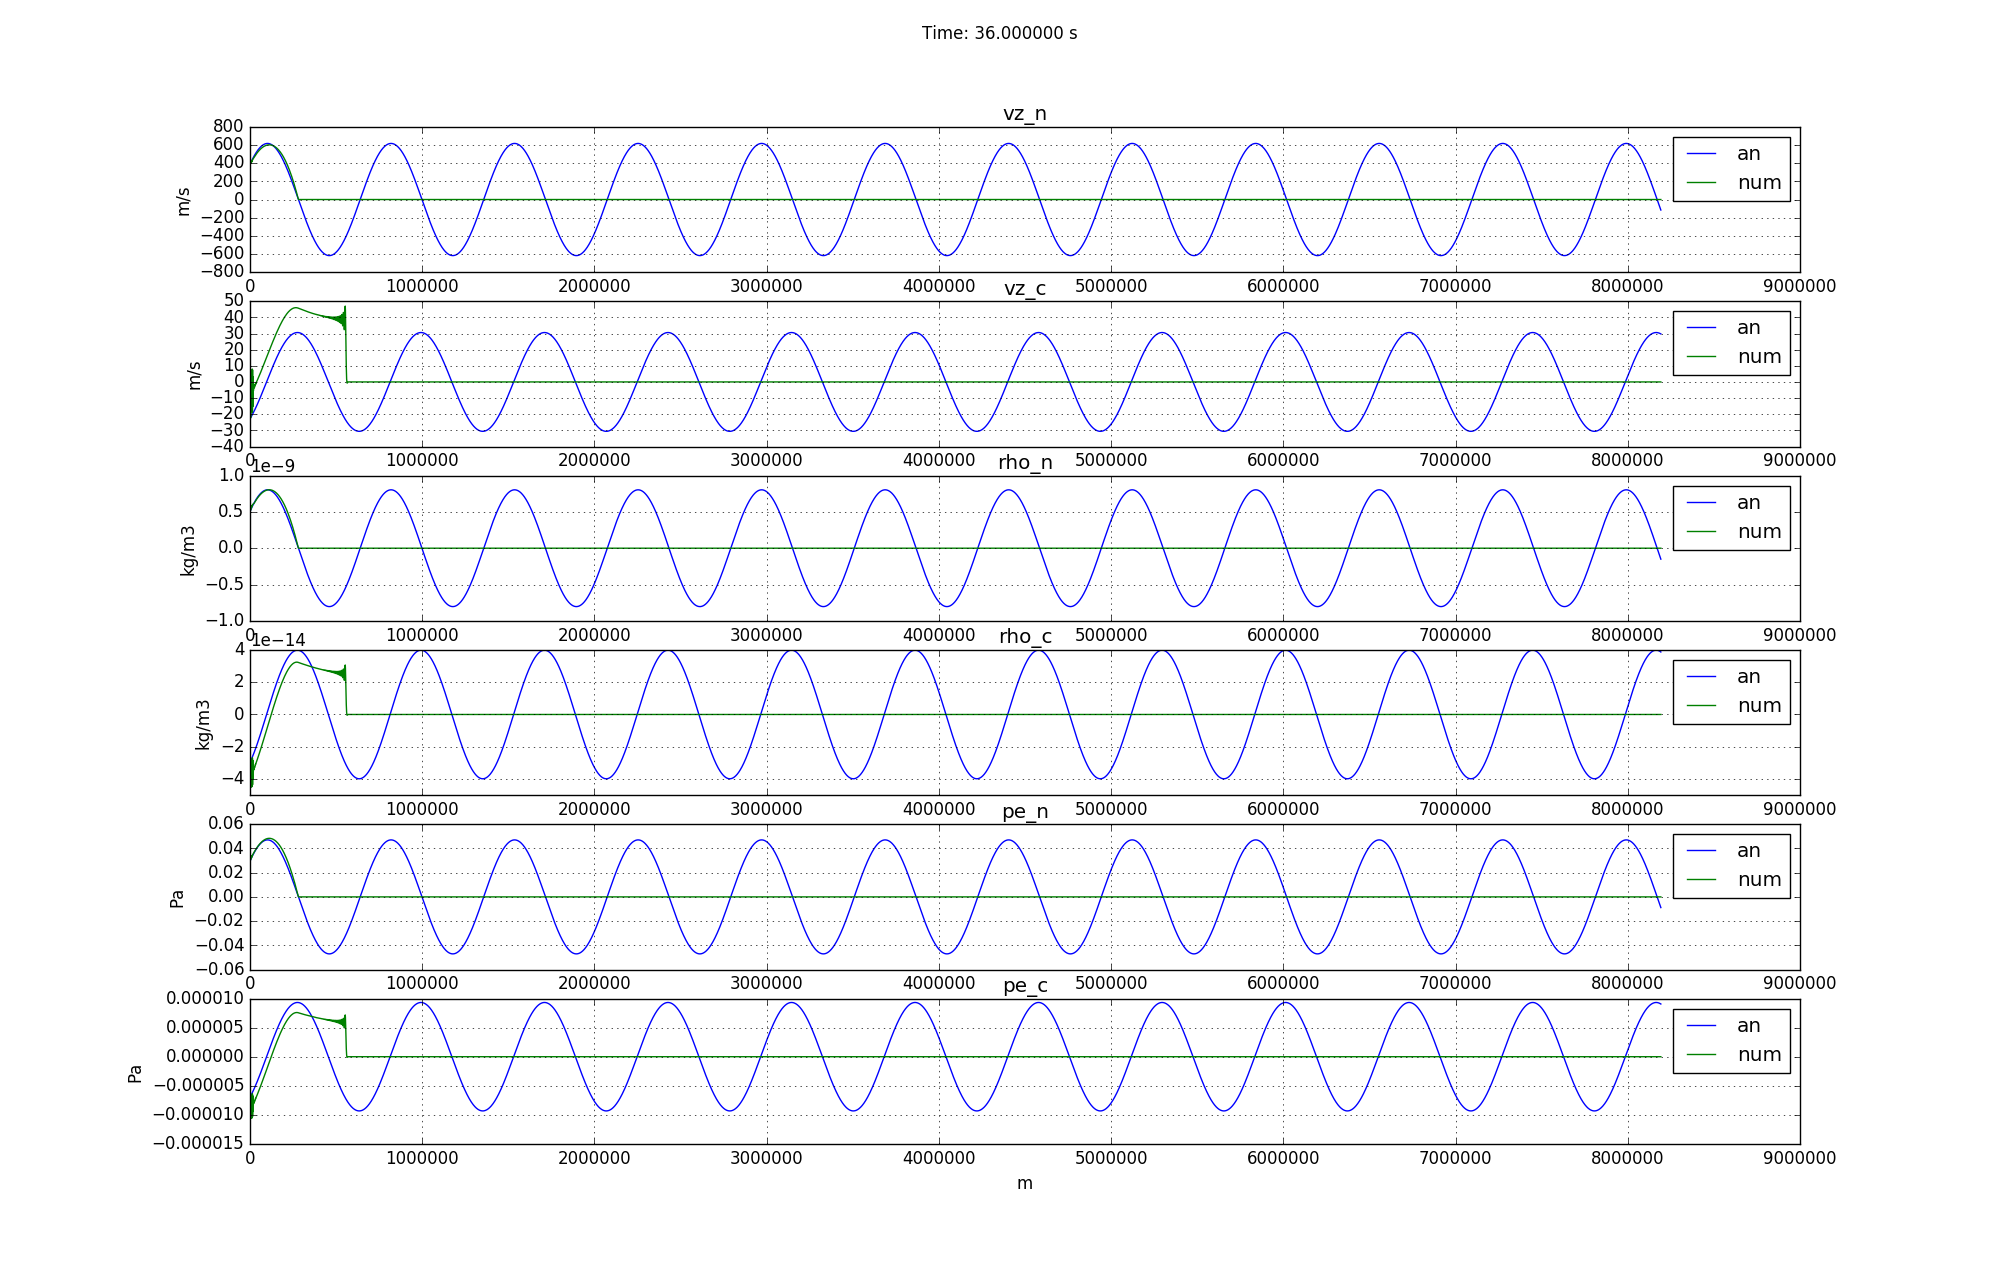 Time: 36.000000 s
vz_n
800
600
400
200
0
−200
−400
−600
−800
m/s
an
num
0 1000000 2000000 3000000 4000000 5000000 6000000 7000000 8000000 9000000
vz_c
50
40
30
20
10
0
−10
−20
−30
−40
m/s
an
num
0 1000000 2000000 3000000 4000000 5000000 6000000 7000000 8000000 9000000
1e−9
rho_n
1.0
0.5
0.0
−0.5
−1.0
kg/m3
an
num
0 1000000 2000000 3000000 4000000 5000000 6000000 7000000 8000000 9000000
1e−14
rho_c
4
2
0
−2
−4
kg/m3
an
num
0 1000000 2000000 3000000 4000000 5000000 6000000 7000000 8000000 9000000
pe_n
0.06
0.04
0.02
0.00
−0.02
−0.04
−0.06
Pa
an
num
0 1000000 2000000 3000000 4000000 5000000 6000000 7000000 8000000 9000000
pe_c
0.000010
0.000005
0.000000
−0.000005
−0.000010
−0.000015
Pa
an
num
0 1000000 2000000 3000000 4000000 5000000 6000000 7000000 8000000 9000000
m